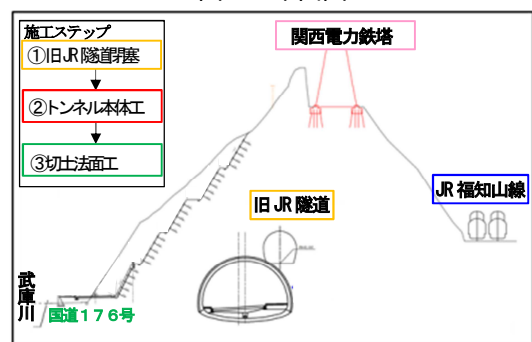 施工ステップ
①旧JR隧道閉塞
②トンネル本体工
③切土法面工
関西電力鉄塔
旧JR隧道
JR福知山線
武庫川
国道176号